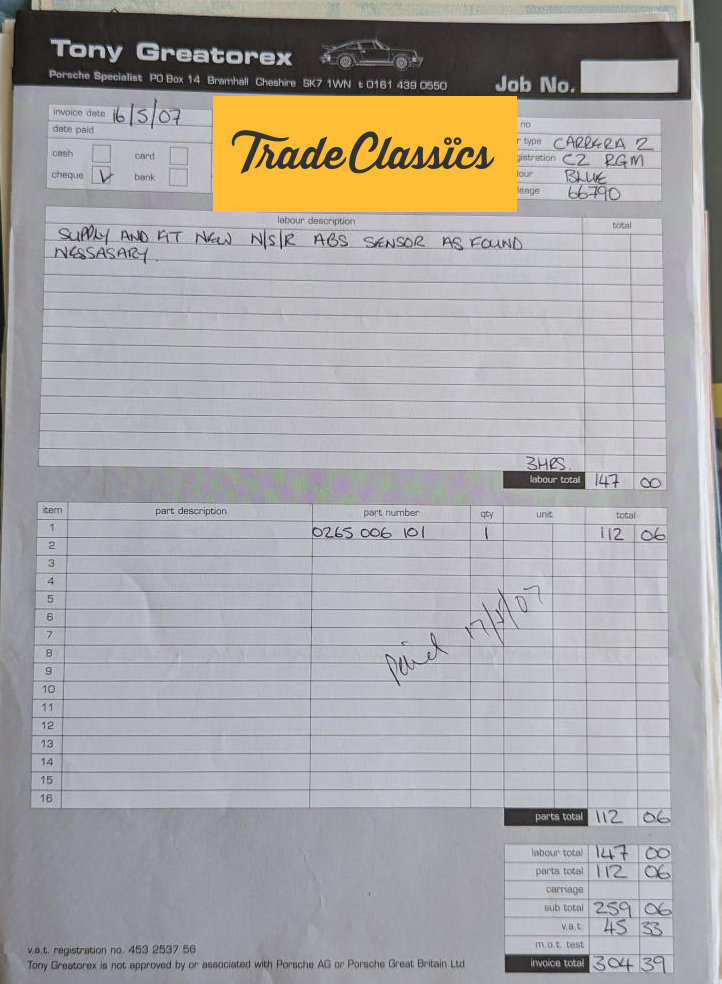 Tony Greatorex
Porsche Specialist PO Box 14 Bramhall Cheshire SK7 1WN t 0161 439 0550
Job No.
invoice date 16/5/07
date paid
cash card
cheque V bank
TradeClassics
no
r type CARRERA 2
gistration C2 RGM
lour BLUE
leage 66790
labour description total
SUPPLY AND FIT NEW N/S/R ABS SENSOR AS FOUND
NESSASARY.
3HRS.
labour total 147 00
item part description part number qty unit total
1 0265 006 101 1 112 06
2
3
4
5
6
7
8
9
10
11
12
13
14
15
16
Paid 17/5/07
parts total 112 06
labour total 147 00
parts total 112 06
carriage
sub total 259 06
v.a.t. 45 33
m.o.t. test
invoice total 304 39
v.a.t. registration no. 453 2537 56
Tony Greatorex is not approved by or associated with Porsche AG or Porsche Great Britain Ltd